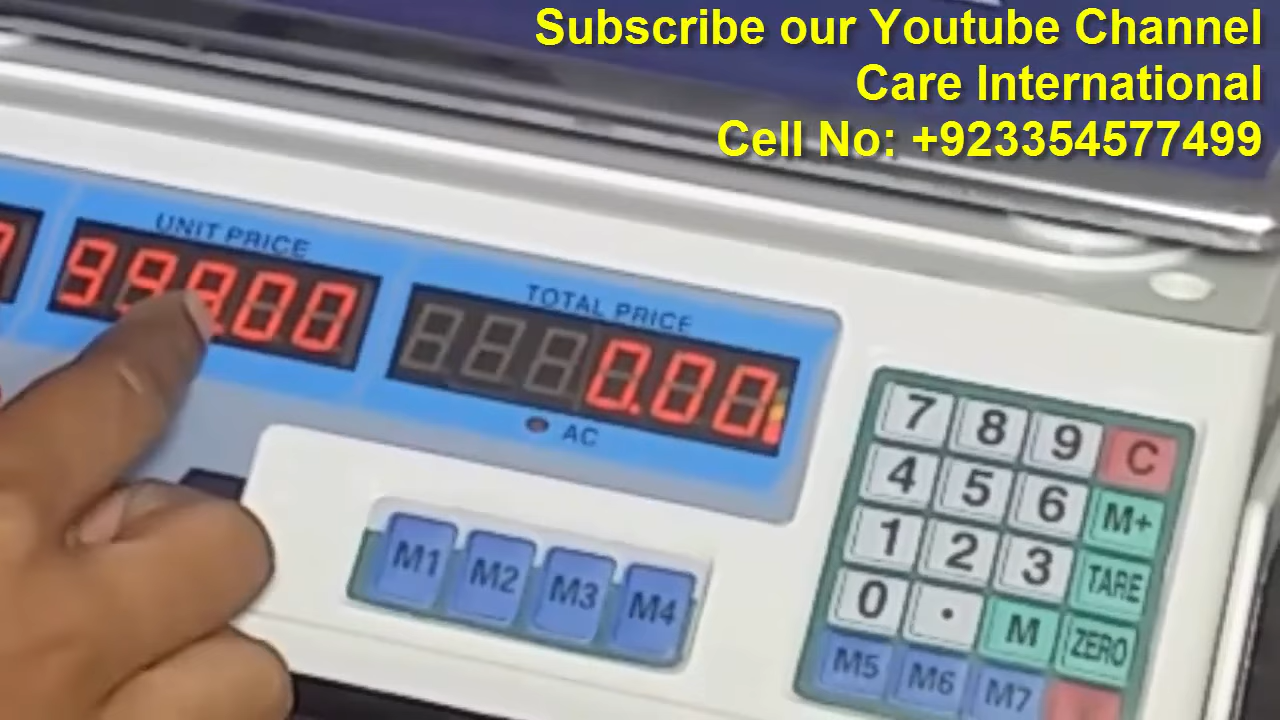 Subscribe our Youtube Channel
Care International
Cell No: +923354577499
UNIT PRICE
TOTAL PRICE
0.00
AC
7 8 9 C
4 5 6 M+
1 2 3 TARE
0 . M ZERO
M1 M2 M3 M4
M5 M6 M7